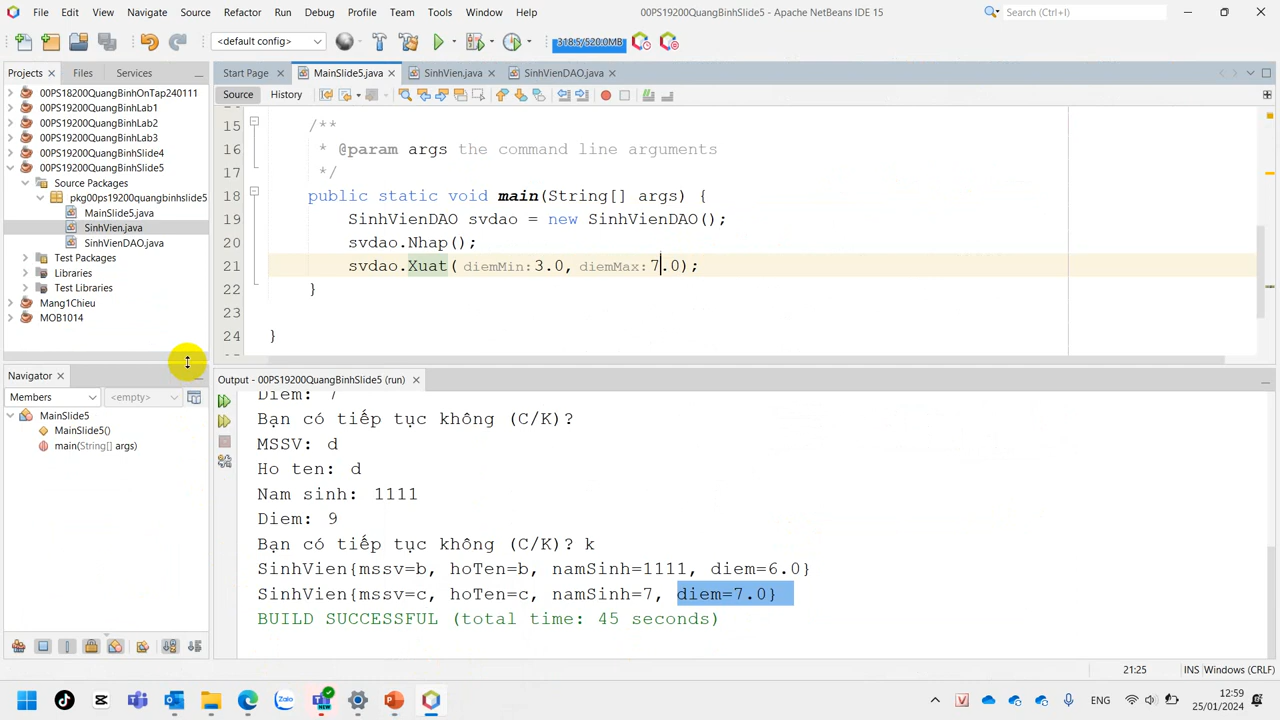 File Edit View Navigate Source Refactor Run Debug Profile Team Tools Window Help
00PS19200QuangBinhSlide5 - Apache NetBeans IDE 15
Search (Ctrl+I)
<default config>
318.5/520.0MB
Projects Files Services
00PS18200QuangBinhOnTap240111
00PS19200QuangBinhLab1
00PS19200QuangBinhLab2
00PS19200QuangBinhLab3
00PS19200QuangBinhSlide4
00PS19200QuangBinhSlide5
Source Packages
pkg00ps19200quangbinhslide5
MainSlide5.java
SinhVien.java
SinhVienDAO.java
Test Packages
Libraries
Test Libraries
Mang1Chieu
MOB1014
Navigator
Members <empty>
MainSlide5
MainSlide5()
main(String[] args)
Start Page MainSlide5.java SinhVien.java SinhVienDAO.java
Source History
15 /**
16 * @param args the command line arguments
17 */
18 public static void main(String[] args) {
19 SinhVienDAO svdao = new SinhVienDAO();
20 svdao.Nhap();
21 svdao.Xuat( diemMin: 3.0, diemMax: 7.0);
22 }
23
24 }
Output - 00PS19200QuangBinhSlide5 (run)
Diem: 7
Bạn có tiếp tục không (C/K)?
MSSV: d
Ho ten: d
Nam sinh: 1111
Diem: 9
Bạn có tiếp tục không (C/K)? k
SinhVien{mssv=b, hoTen=b, namSinh=1111, diem=6.0}
SinhVien{mssv=c, hoTen=c, namSinh=7, diem=7.0}
BUILD SUCCESSFUL (total time: 45 seconds)
21:25 INS Windows (CRLF)
Zalo
NEW
ENG
12:59
25/01/2024